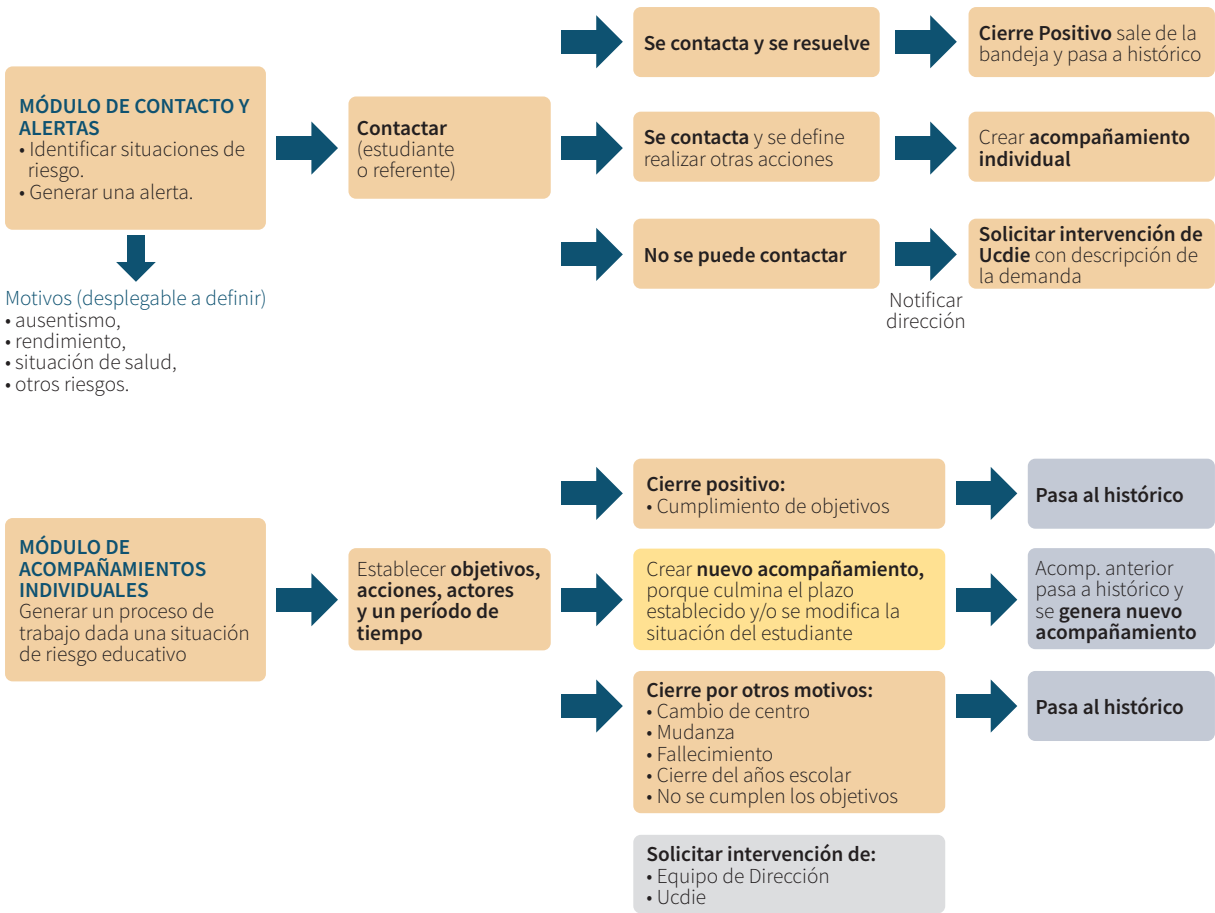 MÓDULO DE CONTACTO Y
ALERTAS
• Identificar situaciones de
riesgo.
• Generar una alerta.
Motivos (desplegable a definir)
• ausentismo,
• rendimiento,
• situación de salud,
• otros riesgos.
Contactar
(estudiante
o referente)
Se contacta y se resuelve
Cierre Positivo sale de la
bandeja y pasa a histórico
Se contacta y se define
realizar otras acciones
Crear acompañamiento
individual
No se puede contactar
Notificar
dirección
Solicitar intervención de
Ucdie con descripción de
la demanda
MÓDULO DE
ACOMPAÑAMIENTOS
INDIVIDUALES
Generar un proceso de
trabajo dada una situación
de riesgo educativo
Establecer objetivos,
acciones, actores
y un período de
tiempo
Cierre positivo:
• Cumplimiento de objetivos
Pasa al histórico
Crear nuevo acompañamiento,
porque culmina el plazo
establecido y/o se modifica la
situación del estudiante
Acomp. anterior
pasa a histórico y
se genera nuevo
acompañamiento
Cierre por otros motivos:
• Cambio de centro
• Mudanza
• Fallecimiento
• Cierre del años escolar
• No se cumplen los objetivos
Pasa al histórico
Solicitar intervención de:
• Equipo de Dirección
• Ucdie